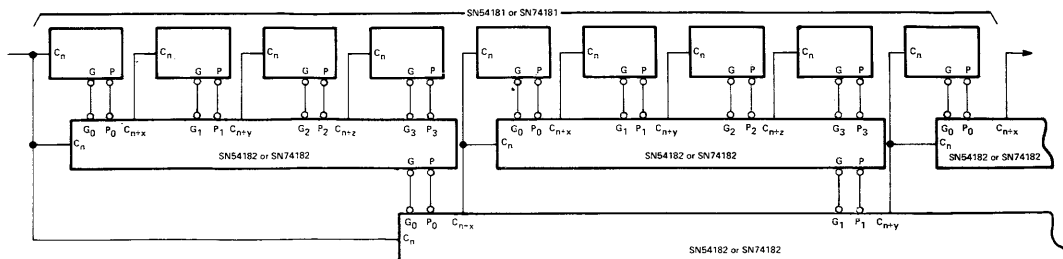 SN54181 or SN74181
Cn Cn Cn Cn Cn Cn Cn Cn Cn
G P G P G P G P G P G P G P G P G P
G0 P0 Cn+x G1 P1 Cn+y G2 P2 Cn+z G3 P3 G0 P0 Cn+x G1 P1 Cn+y G2 P2 Cn+z G3 P3 G0 P0 Cn+x
Cn Cn Cn
SN54182 or SN74182 SN54182 or SN74182 SN54182 or SN74182
G P G P
G0 P0 Cn+x G1 P1 Cn+y
Cn
SN54182 or SN74182